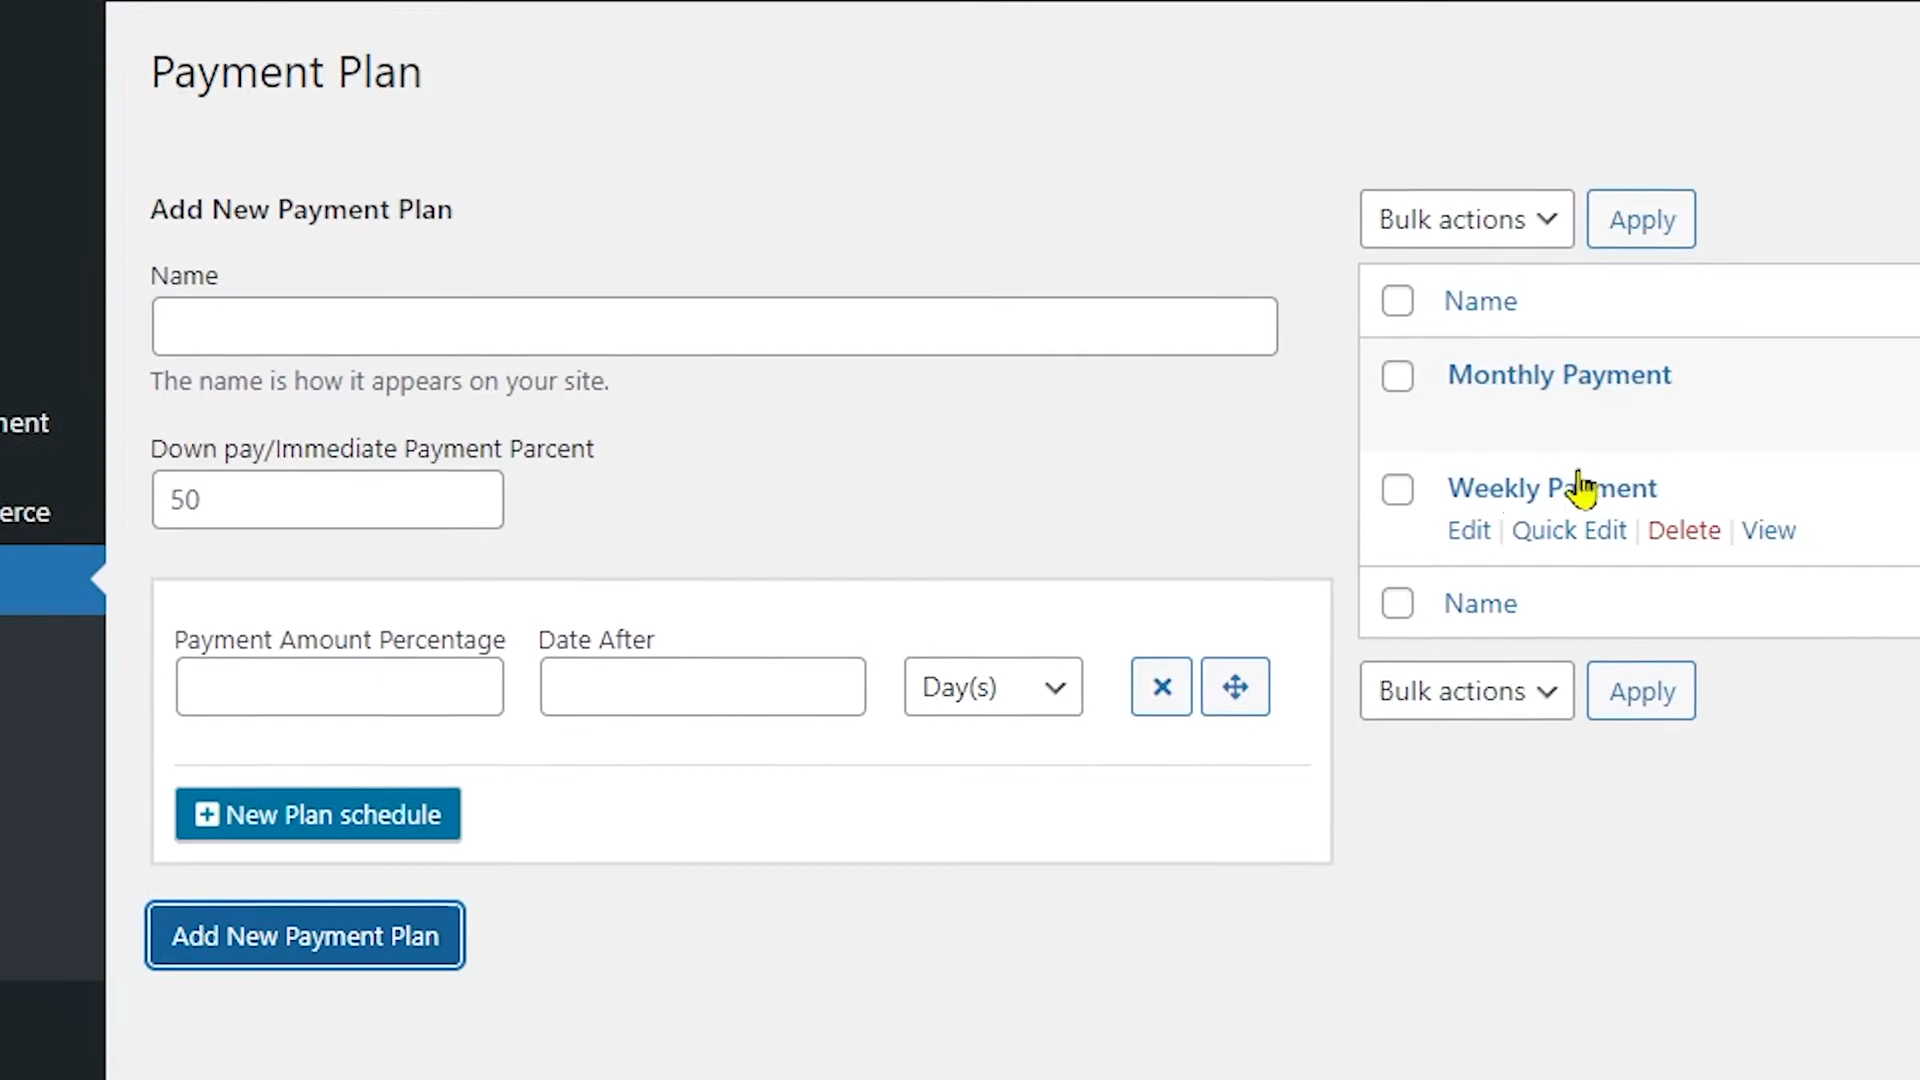 Payment Plan
Add New Payment Plan
Name
The name is how it appears on your site.
Down pay/Immediate Payment Parcent
50
Payment Amount Percentage Date After
Day(s)
New Plan schedule
Add New Payment Plan
Bulk actions Apply
Name
Monthly Payment
Weekly Payment
Edit | Quick Edit | Delete | View
Name
Bulk actions Apply
erce